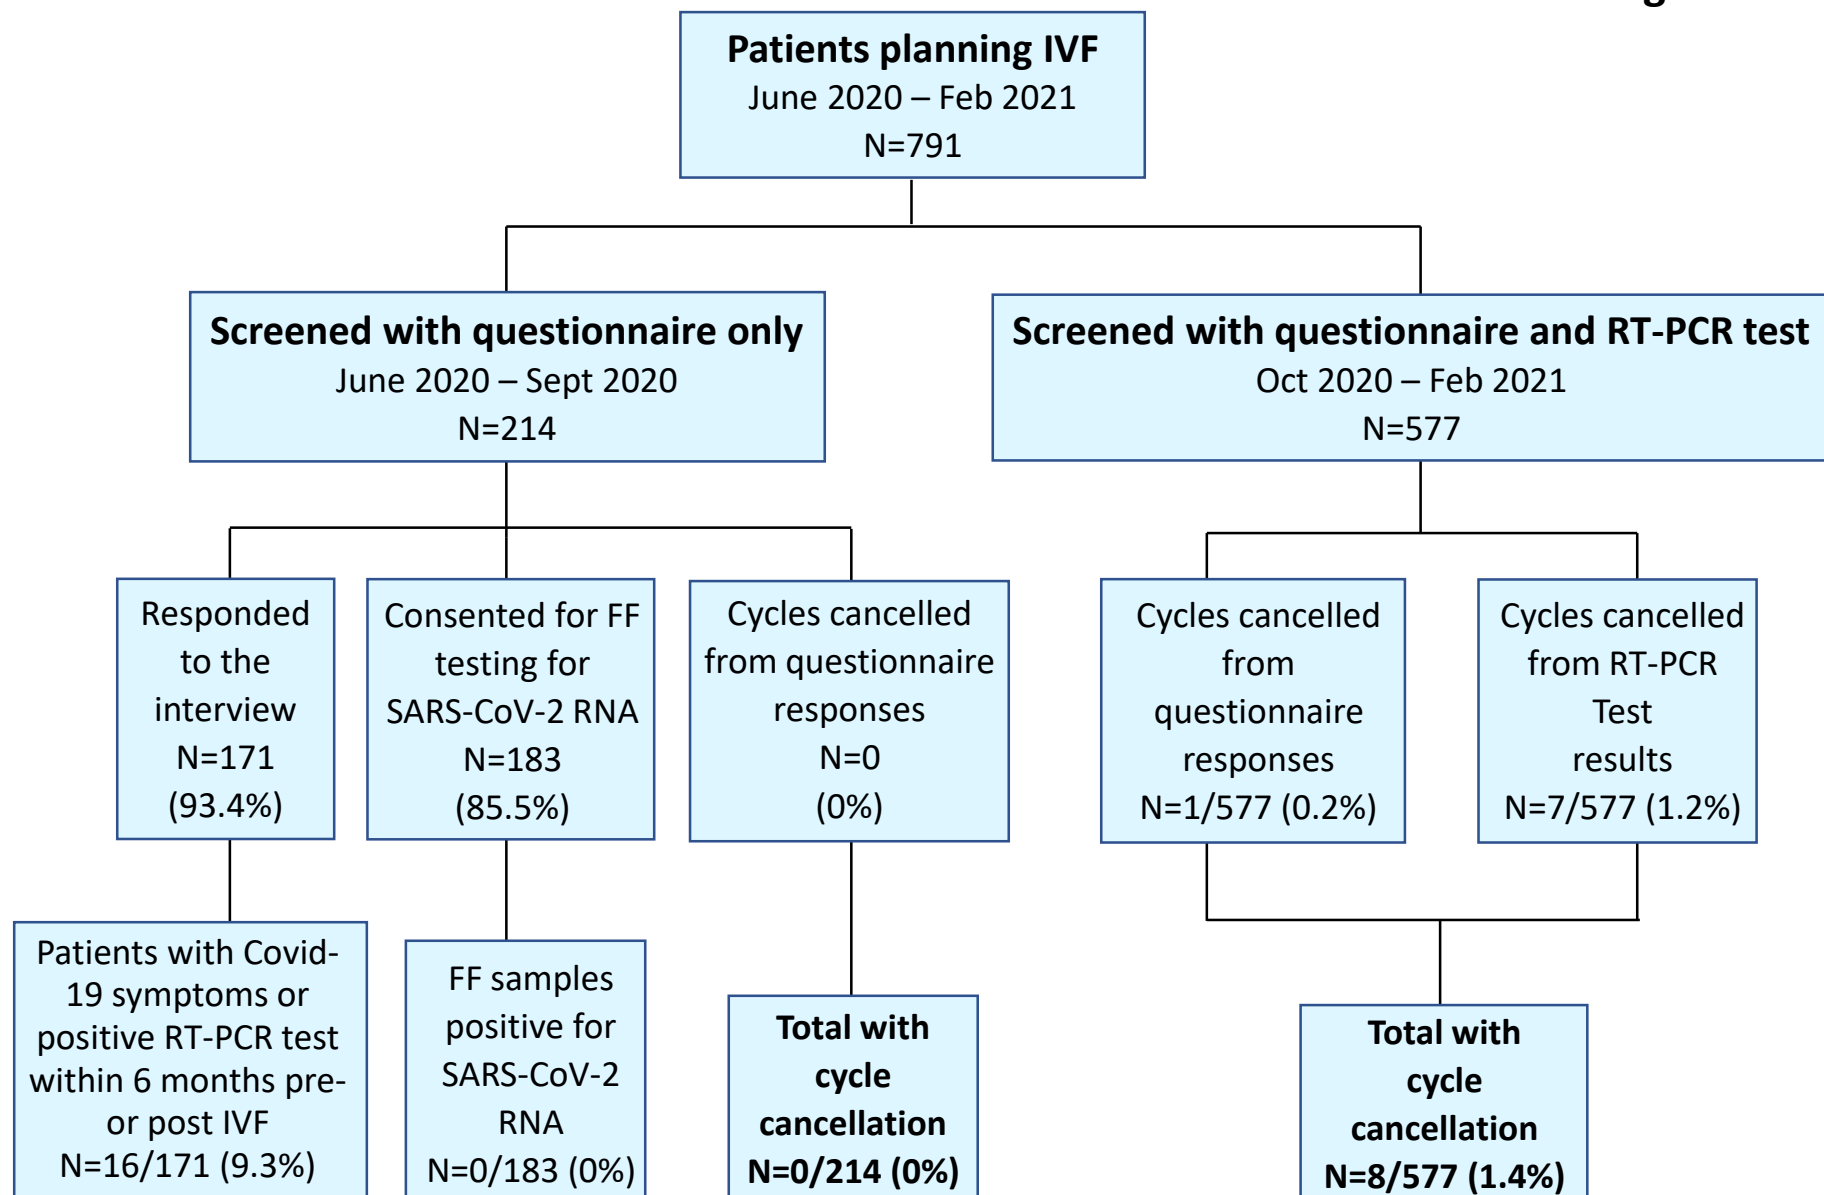 Patients planning IVF
June 2020 – Feb 2021
N=791
Screened with questionnaire only
June 2020 – Sept 2020
N=214
Screened with questionnaire and RT-PCR test
Oct 2020 – Feb 2021
N=577
Responded
to the
interview
N=171
(93.4%)
Consented for FF
testing for
SARS-CoV-2 RNA
N=183
(85.5%)
Cycles cancelled
from questionnaire
responses
N=0
(0%)
Cycles cancelled
from
questionnaire
responses
N=1/577 (0.2%)
Cycles cancelled
from RT-PCR
Test
results
N=7/577 (1.2%)
Patients with Covid-
19 symptoms or
positive RT-PCR test
within 6 months pre-
or post IVF
N=16/171 (9.3%)
FF samples
positive for
SARS-CoV-2
RNA
N=0/183 (0%)
Total with
cycle
cancellation
N=0/214 (0%)
Total with
cycle
cancellation
N=8/577 (1.4%)